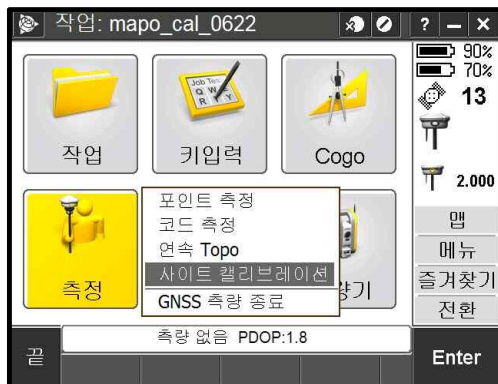 작업: mapo_cal_0622
? – ×
90%
70%
13
2.000
작업
키입력
Cogo
포인트 측정
코드 측정
연속 Topo
사이트 캘리브레이션
GNSS 측량 종료
측정
량기
맵
메뉴
즐겨찾기
전환
측량 없음 PDOP:1.8
끝
Enter